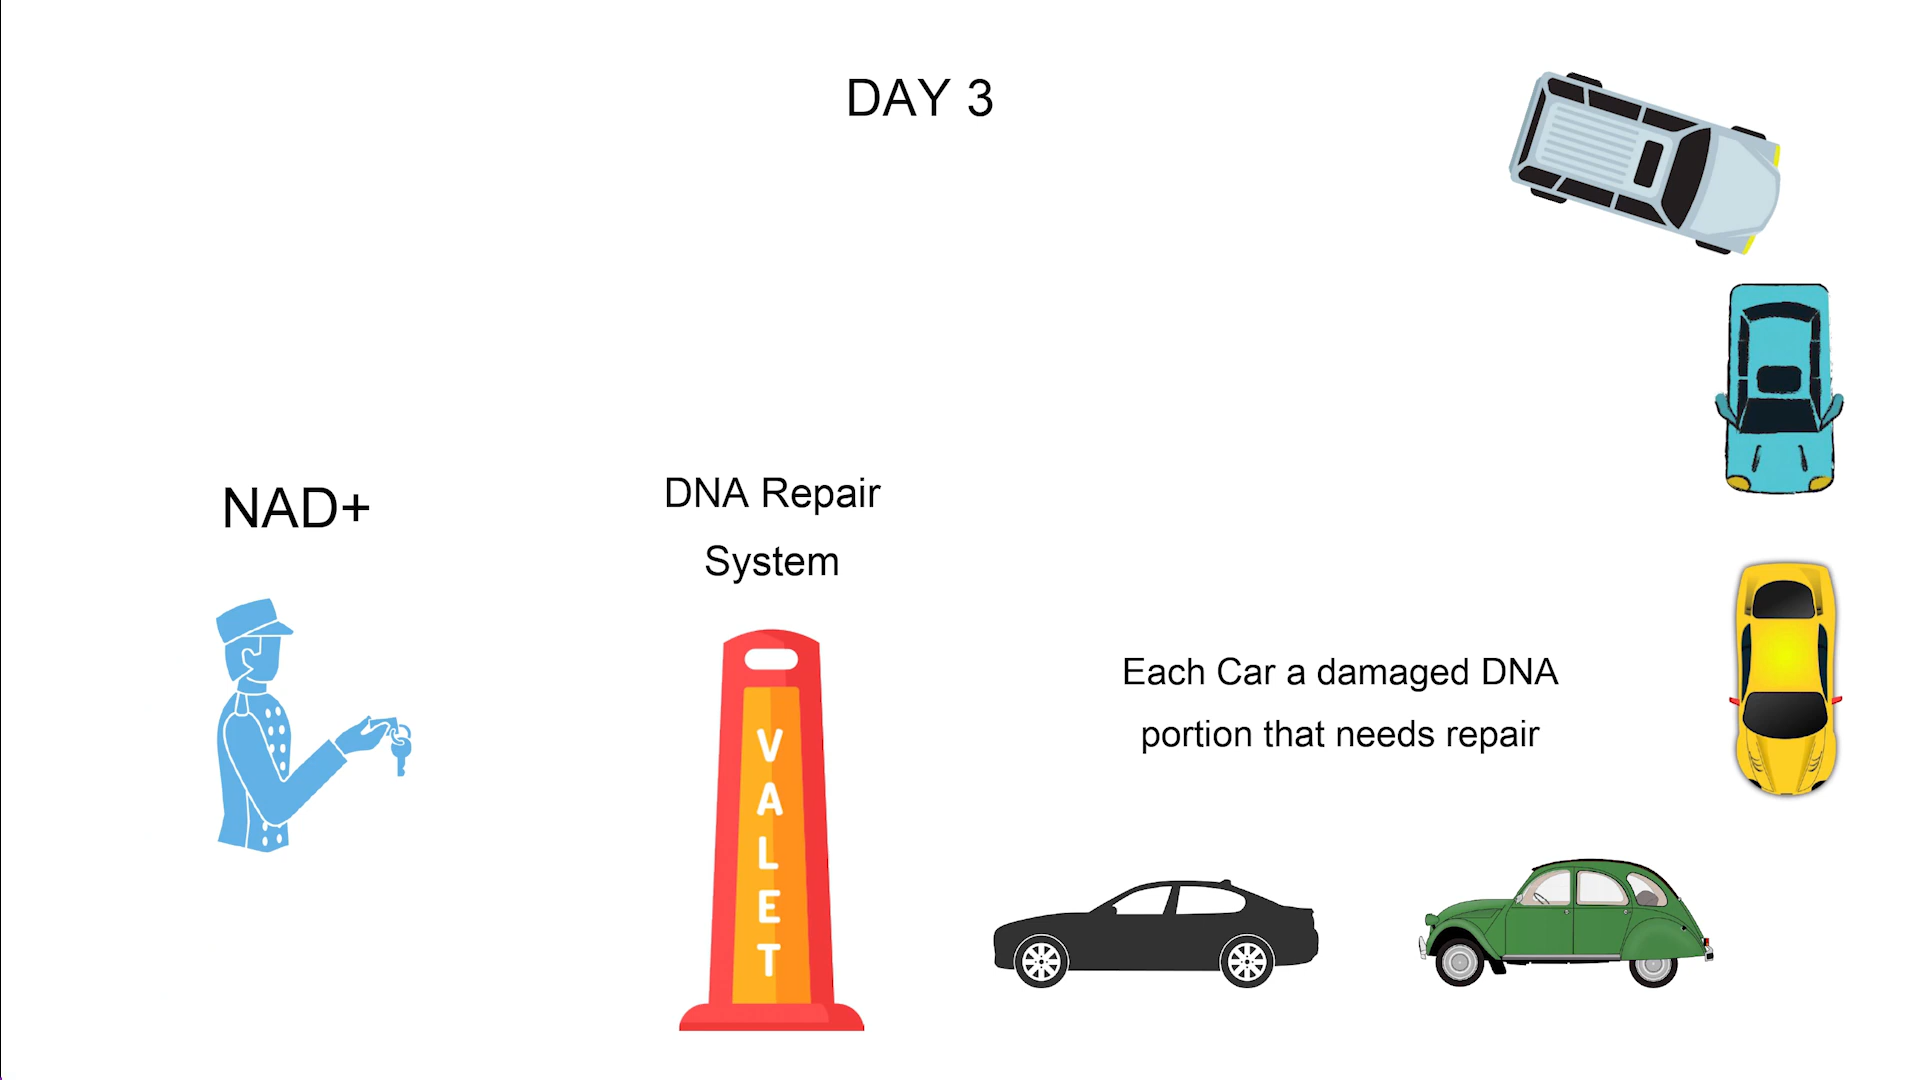 DAY 3
NAD+
DNA Repair
System
Each Car a damaged DNA
portion that needs repair
VALET